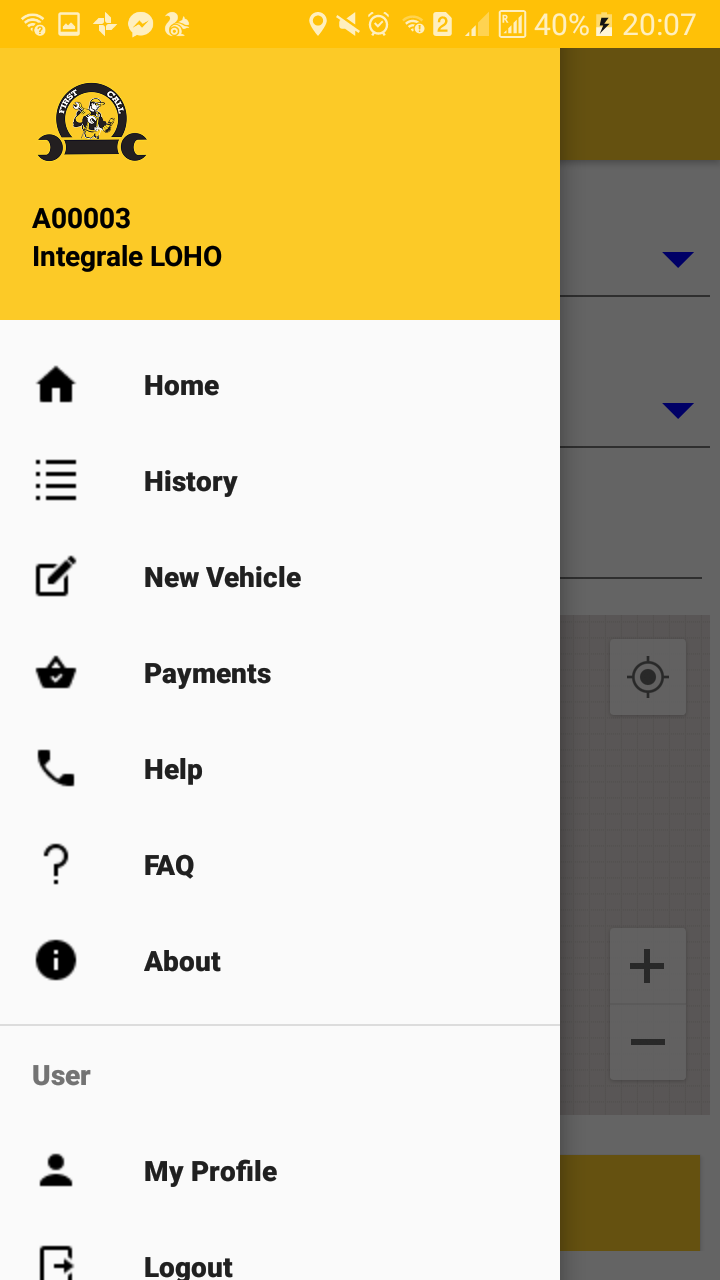 R 2 40% 20:07
FIRST CALL
A00003
Integrale LOHO
Home
History
New Vehicle
Payments
Help
FAQ
About
User
My Profile
Logout